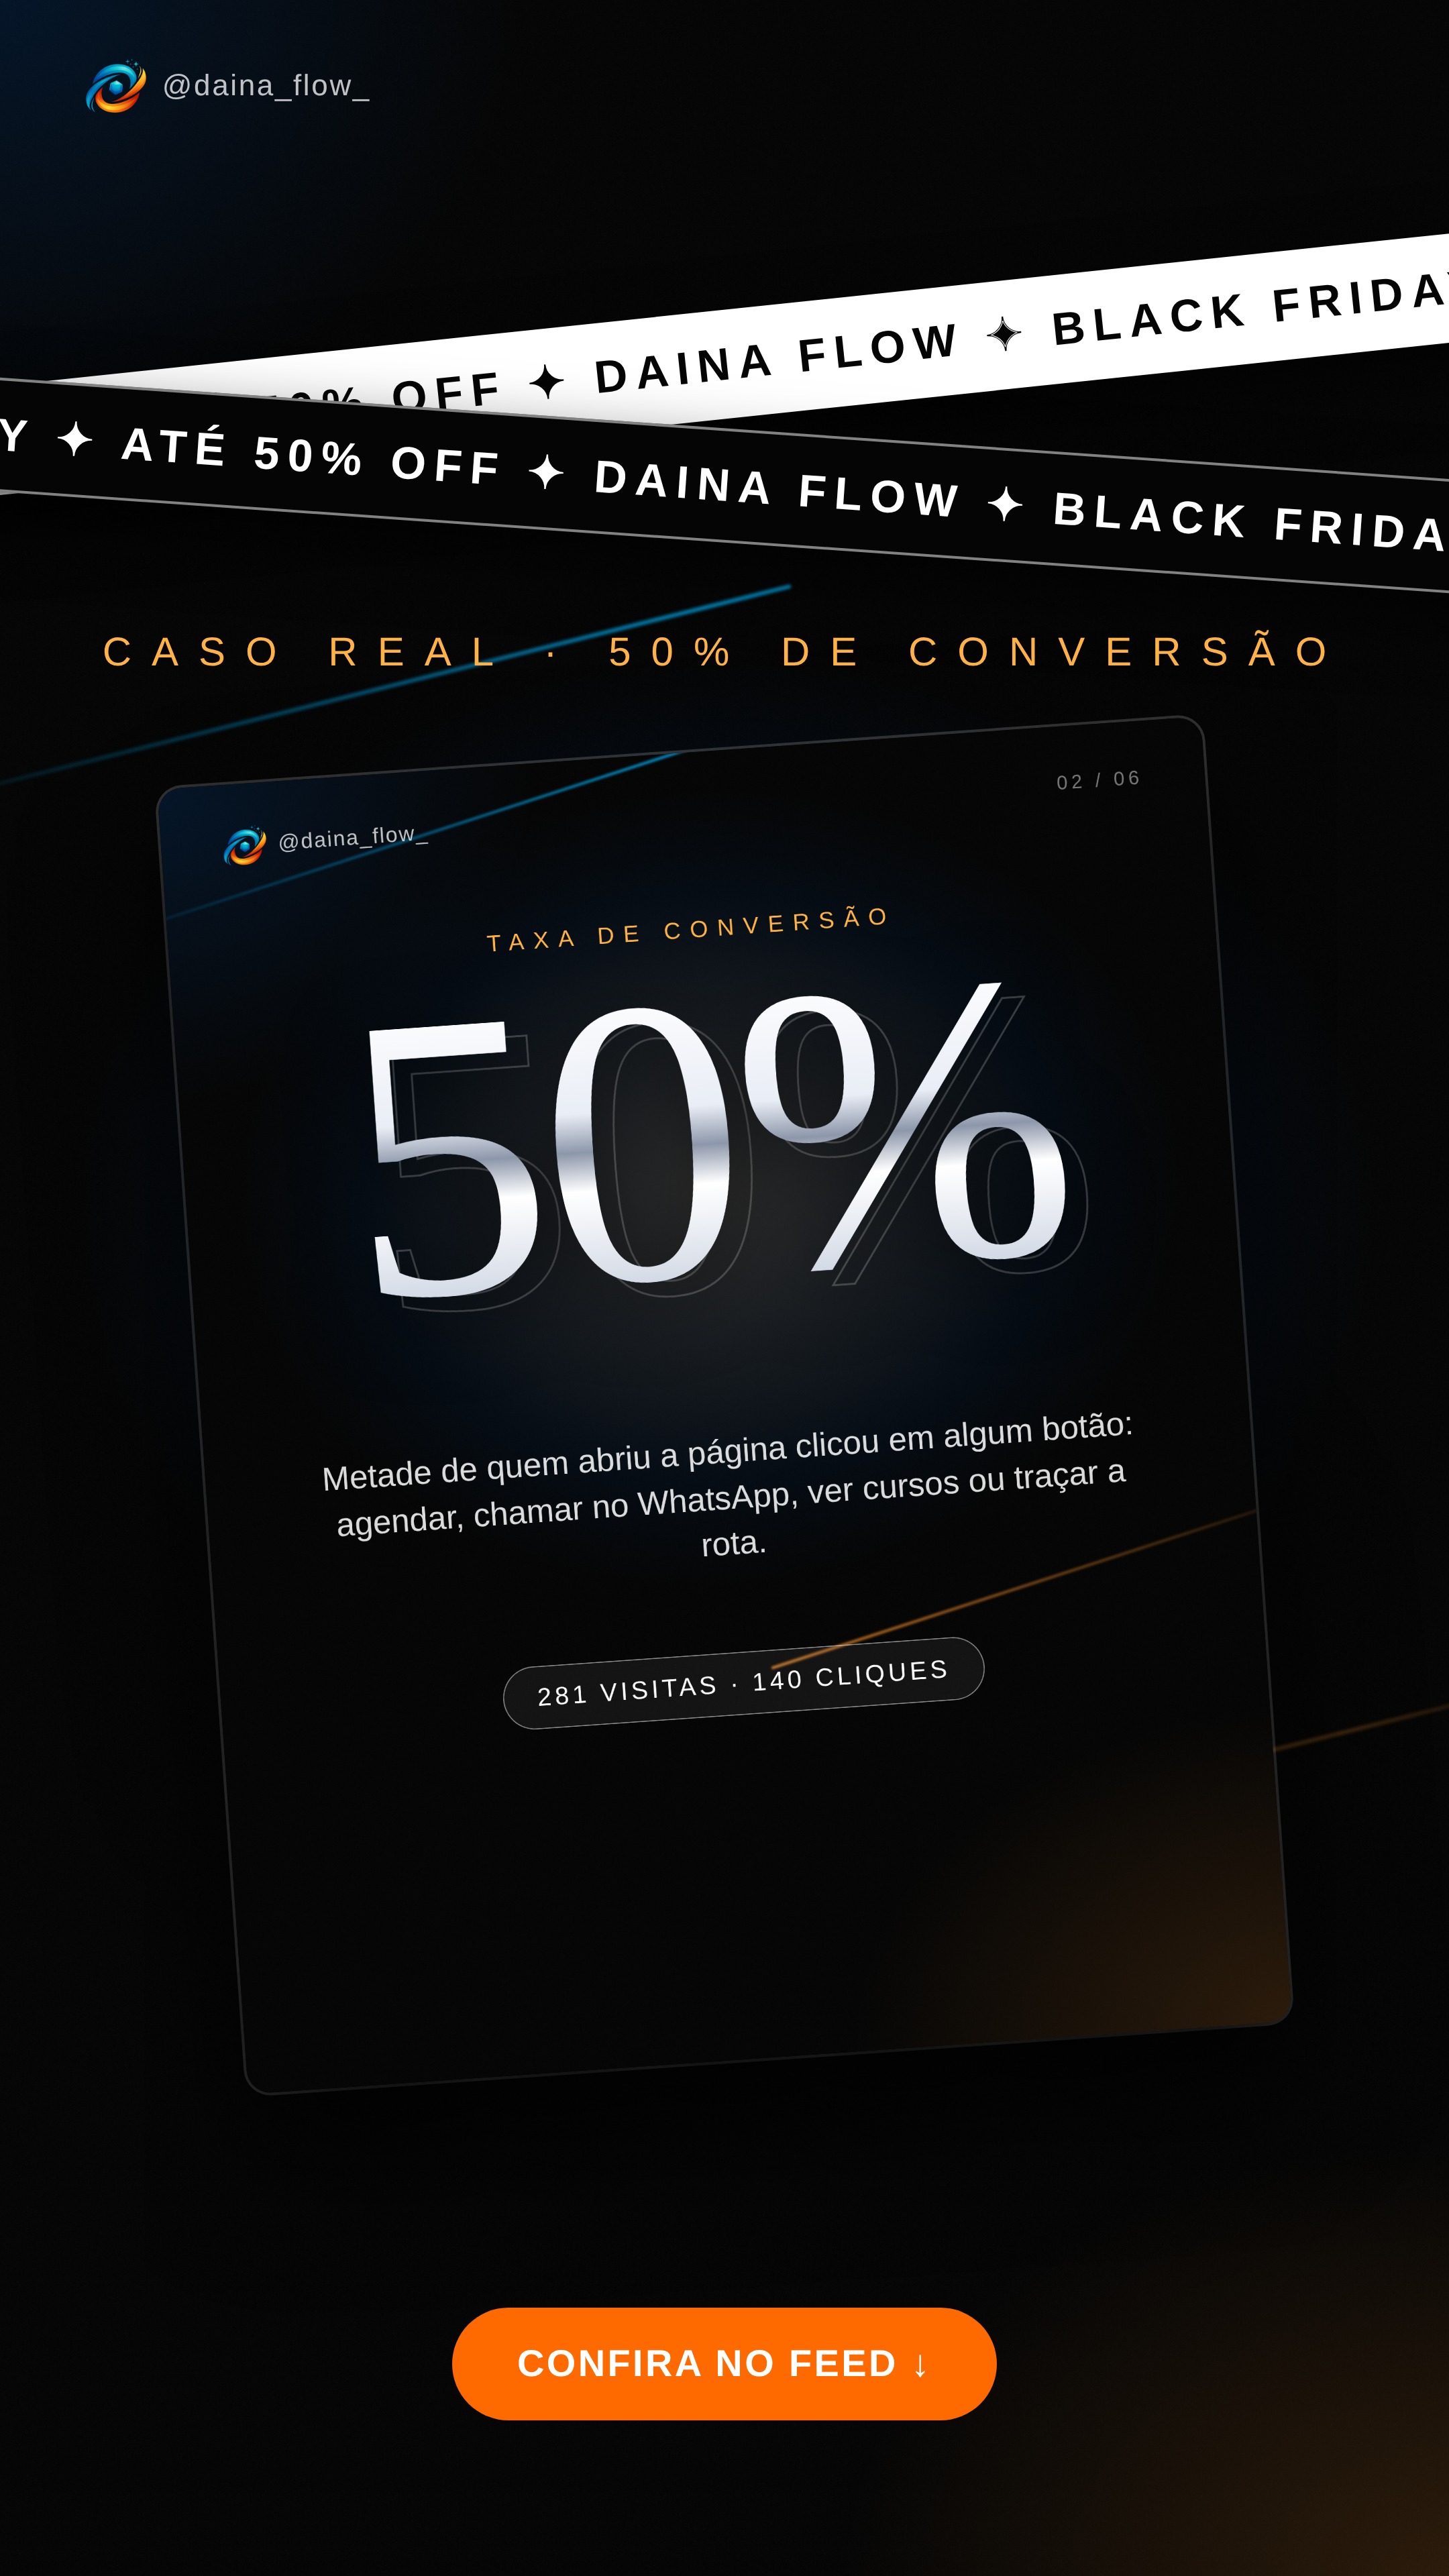 @daina_flow_
50% OFF ✦ DAINA FLOW ✦ BLACK FRIDAY
Y ✦ ATÉ 50% OFF ✦ DAINA FLOW ✦ BLACK FRIDA
CASO REAL · 50% DE CONVERSÃO
02 / 06
@daina_flow_
TAXA DE CONVERSÃO
50%
Metade de quem abriu a página clicou em algum botão:
agendar, chamar no WhatsApp, ver cursos ou traçar a
rota.
281 VISITAS · 140 CLIQUES
CONFIRA NO FEED ↓